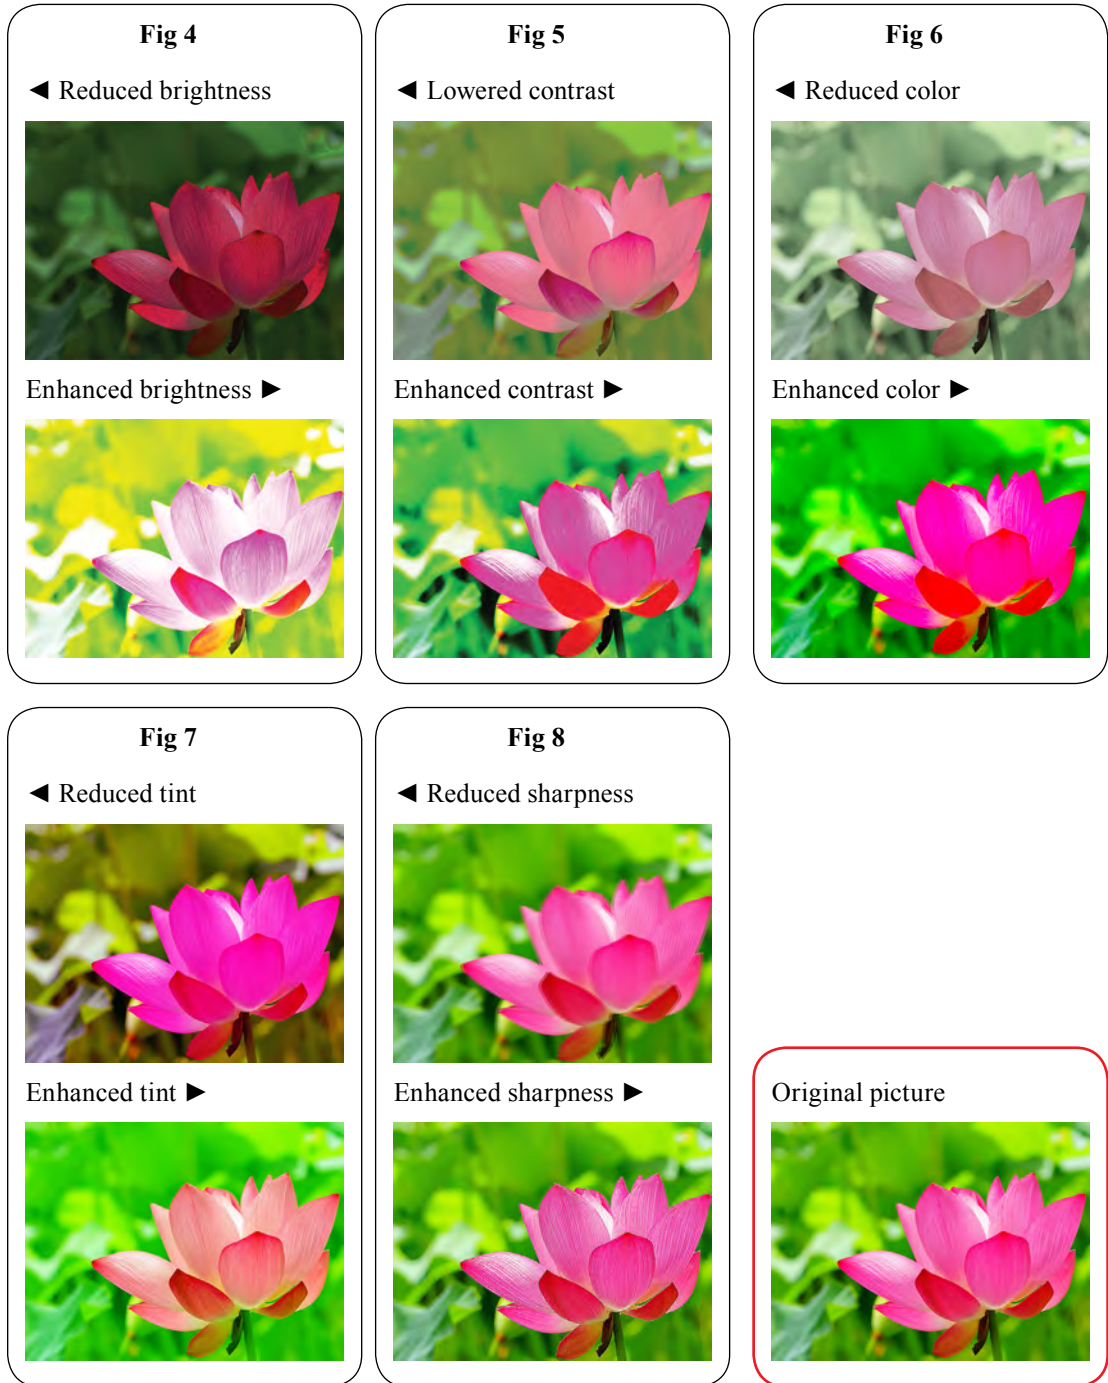 Fig 4
◄ Reduced brightness
Enhanced brightness ►
Fig 5
◄ Lowered contrast
Enhanced contrast ►
Fig 6
◄ Reduced color
Enhanced color ►
Fig 7
◄ Reduced tint
Enhanced tint ►
Fig 8
◄ Reduced sharpness
Enhanced sharpness ►
Original picture